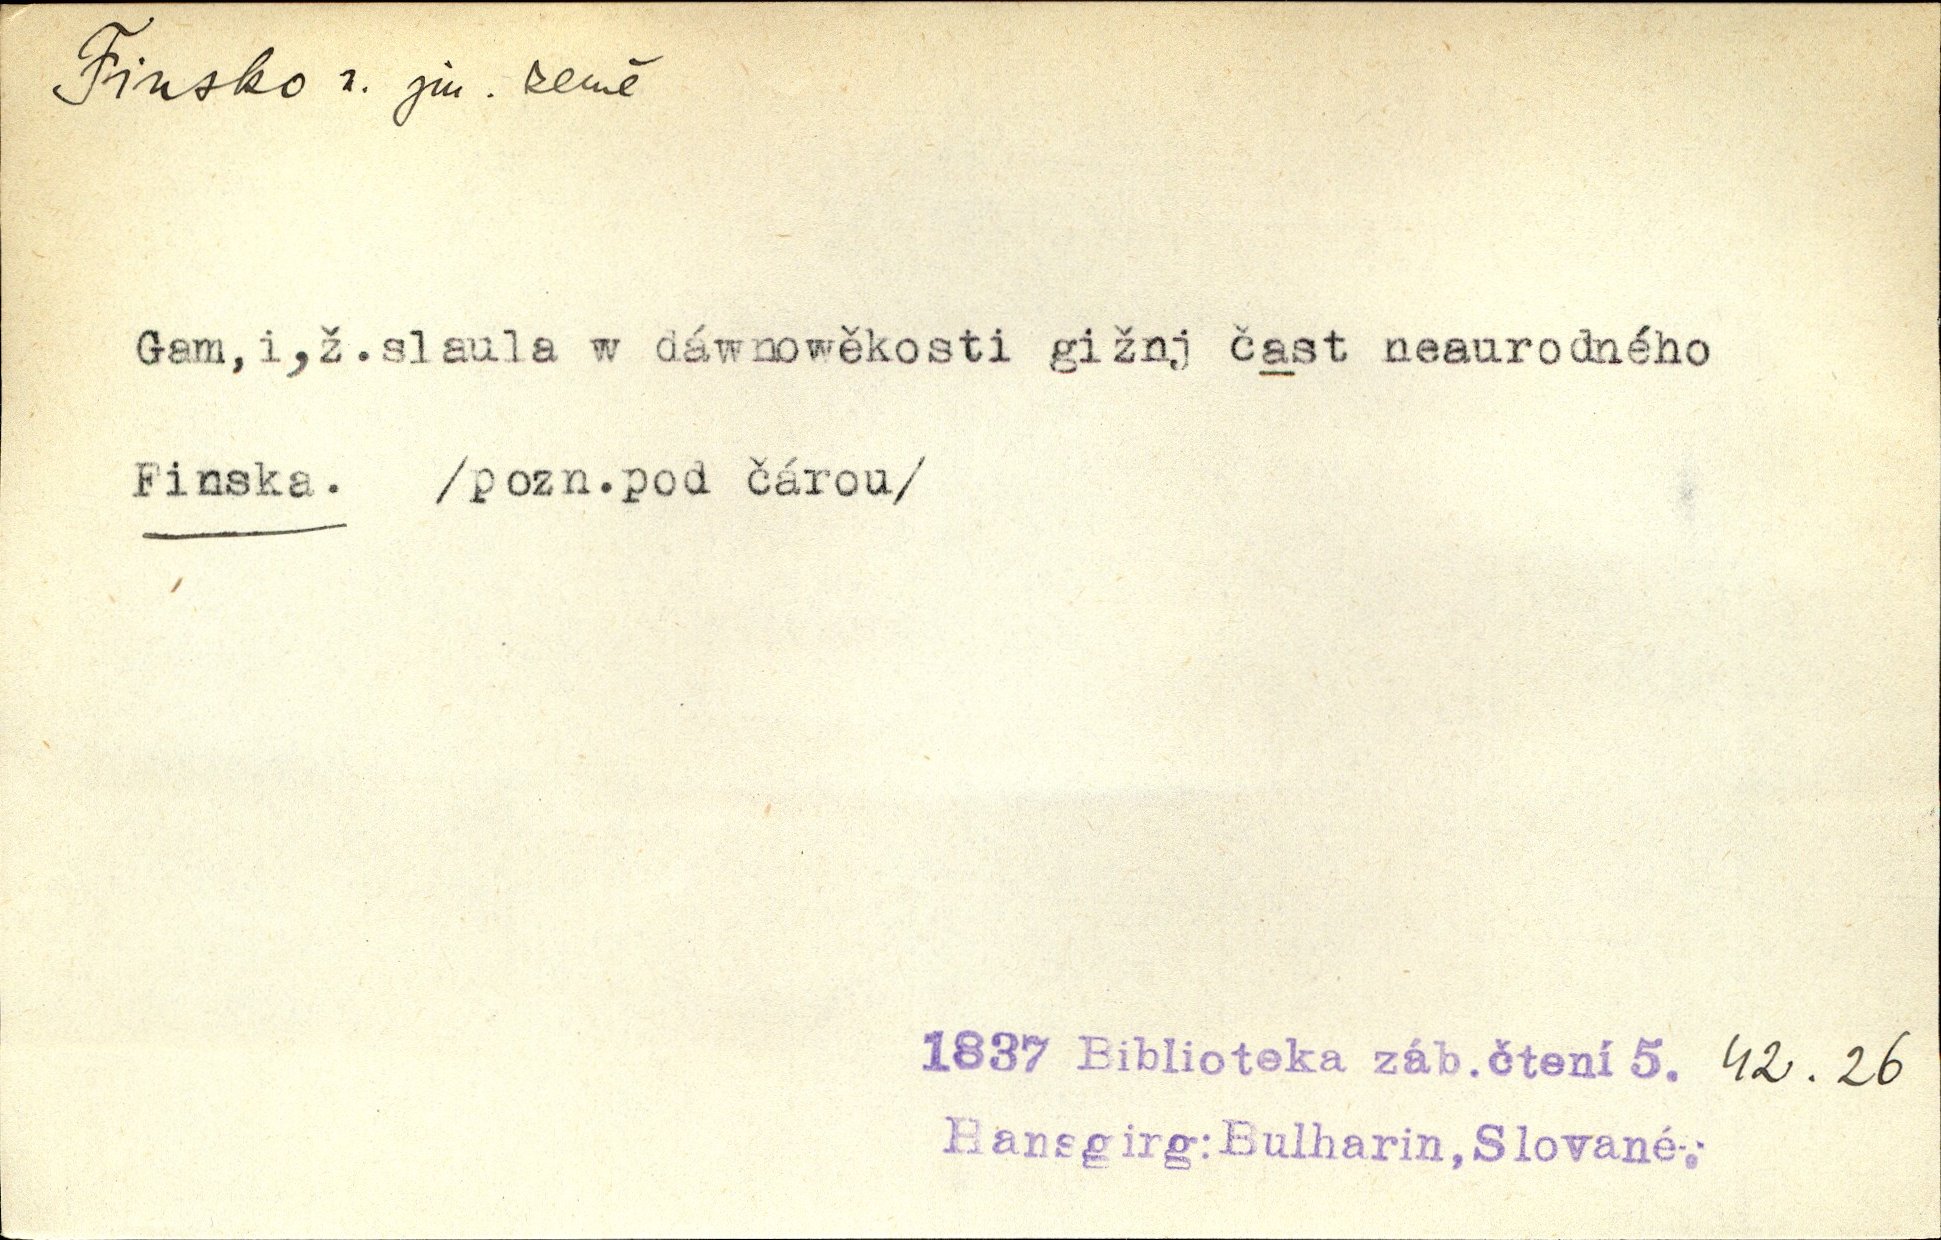 Finsko n. jm. země
Gam,i,ž.slaula w dáwnowěkosti gižnj čast neaurodného
Finska. /pozn.pod čárou/
1837 Biblioteka záb.čtení 5. 42.26
Hansgirg:Bulharin,Slované.